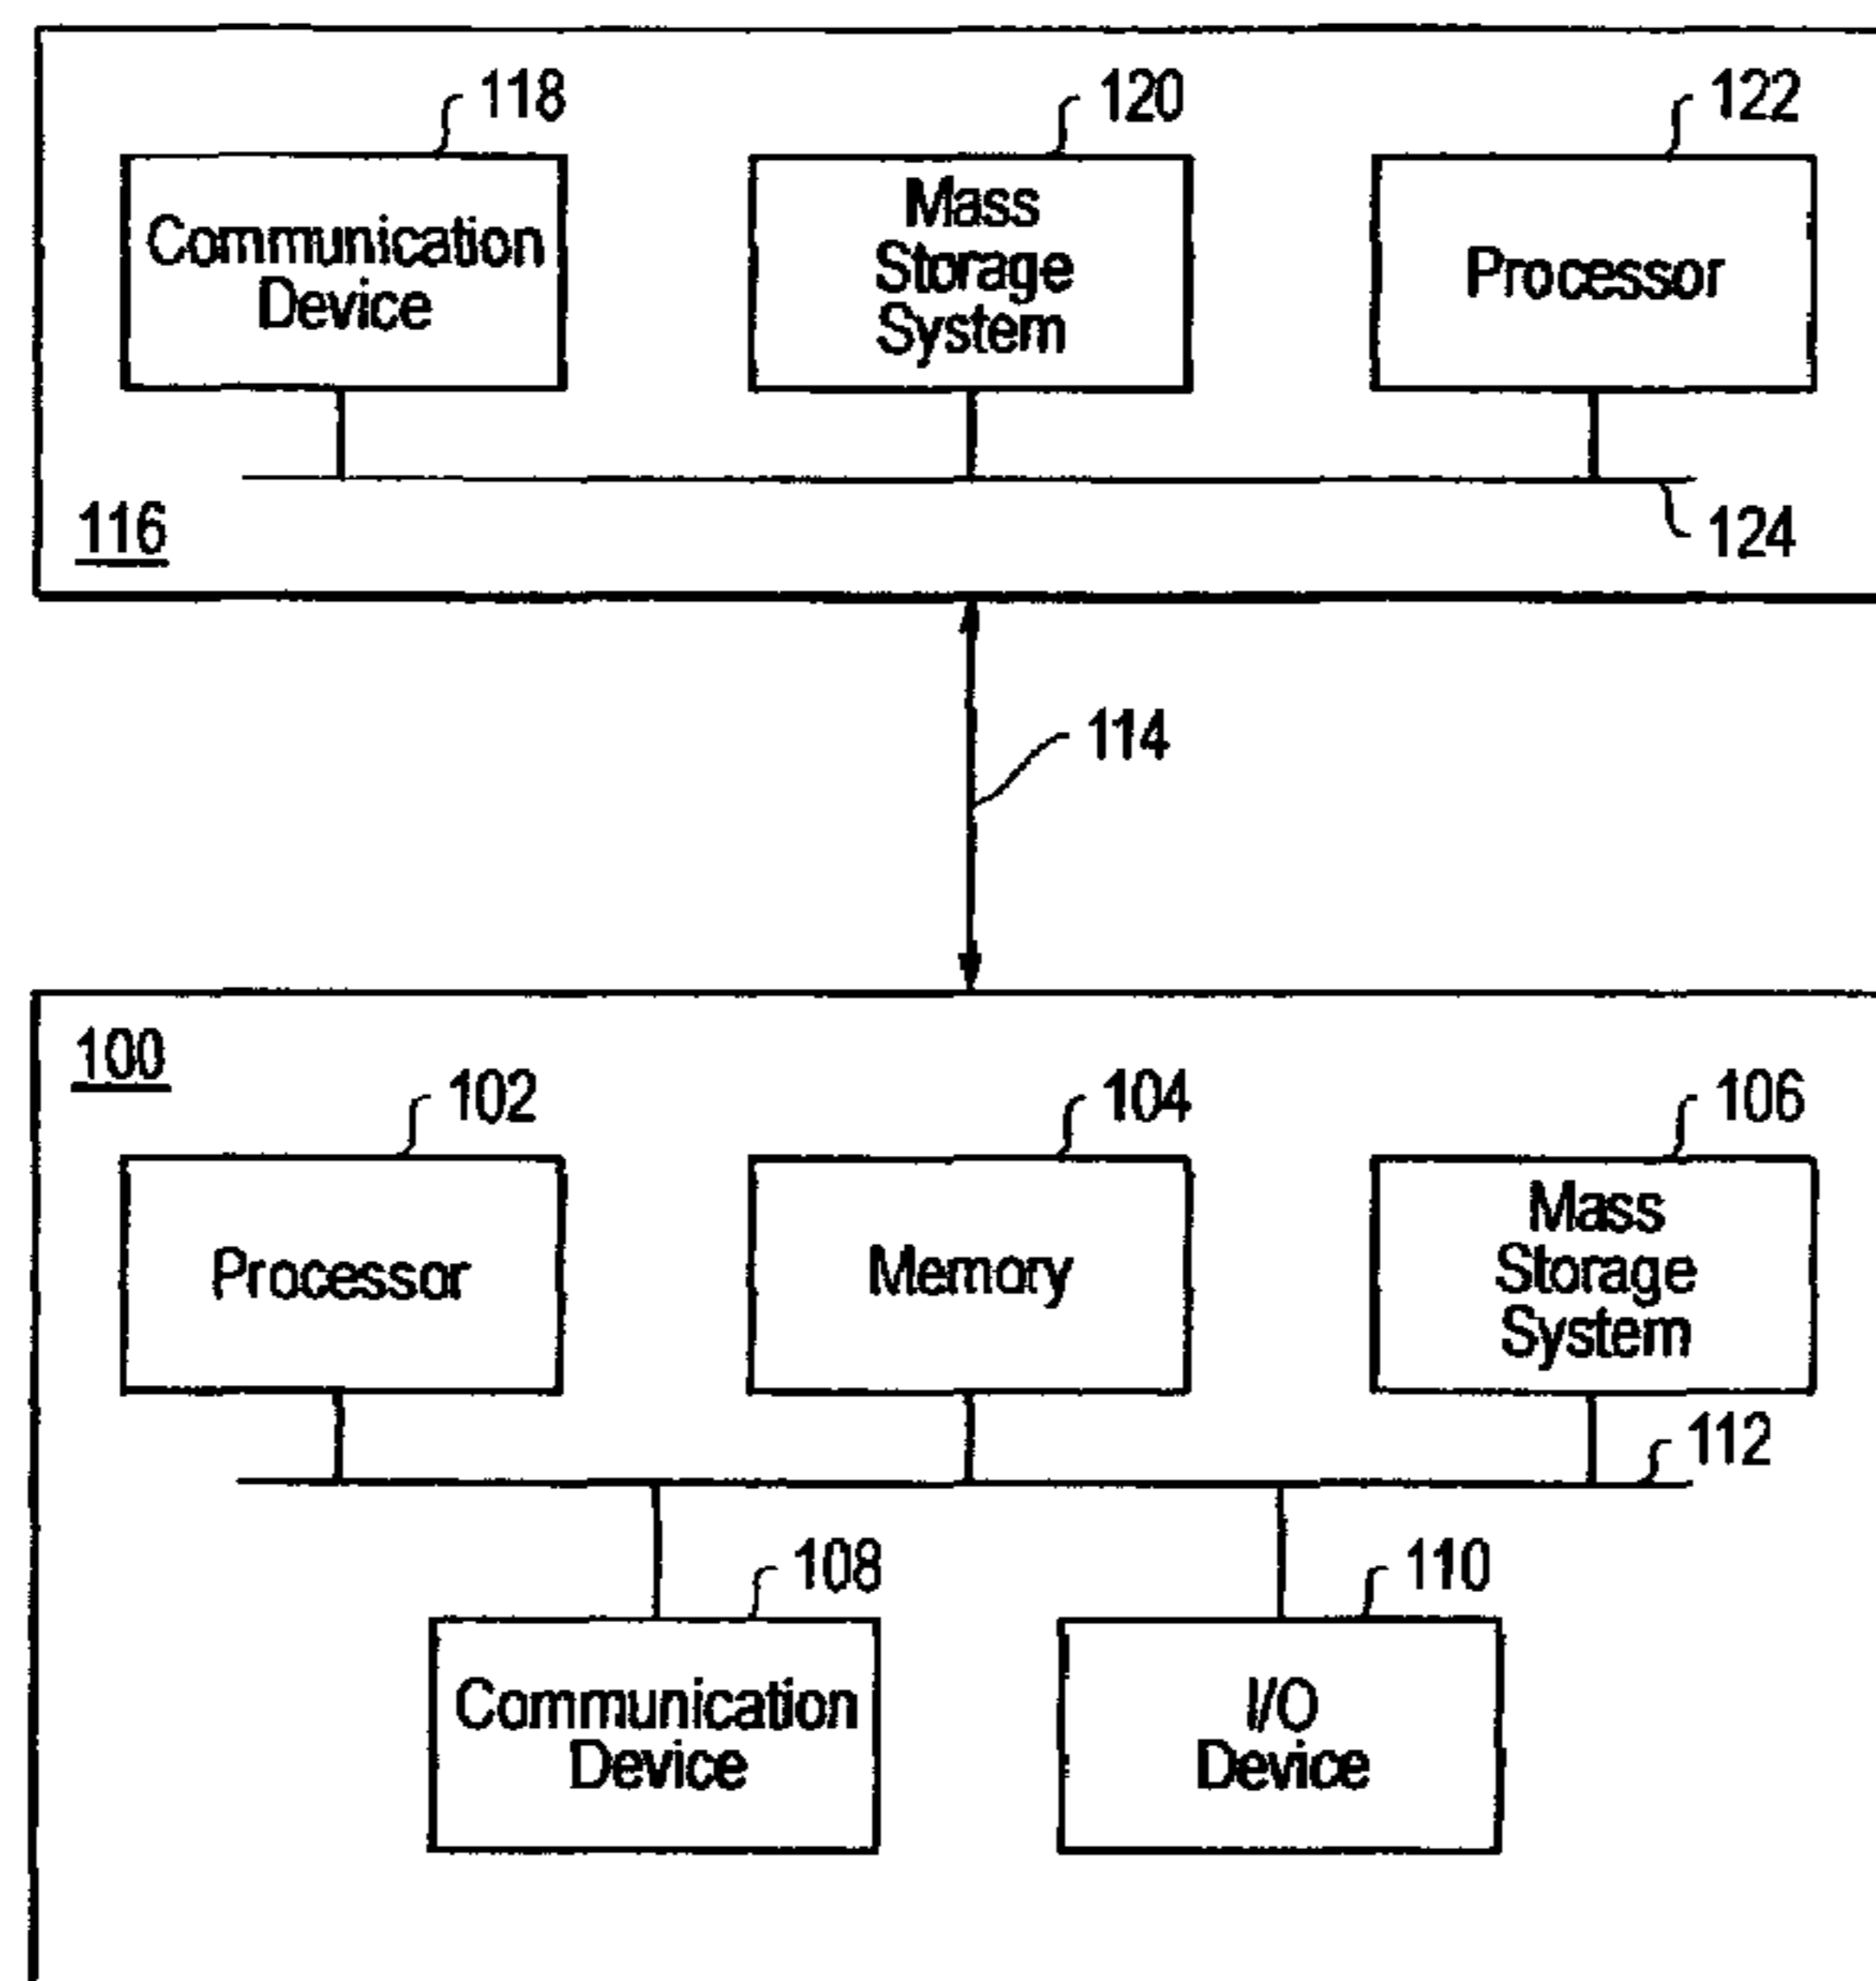 118
120
122
Communication
Device
Mass
Storage
System
Processor
116
124
114
100
102
104
106
Processor
Memory
Mass
Storage
System
112
108
110
Communication
Device
I/O
Device